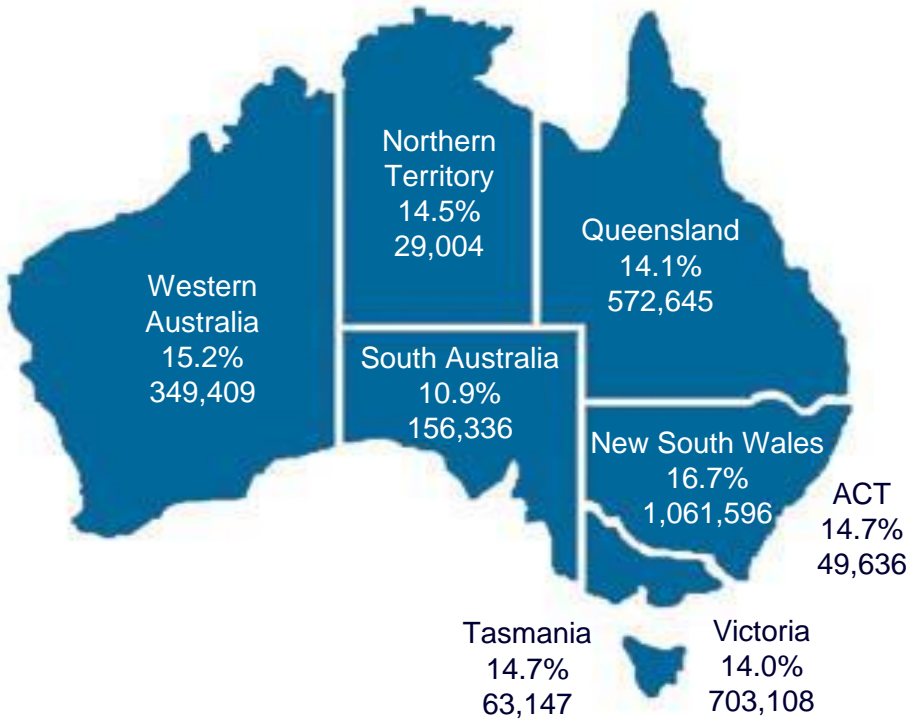 Northern
Territory
14.5%
29,004
Queensland
14.1%
572,645
Western
Australia
15.2%
349,409
South Australia
10.9%
156,336
New South Wales
16.7%
1,061,596
ACT
14.7%
49,636
Tasmania
14.7%
63,147
Victoria
14.0%
703,108